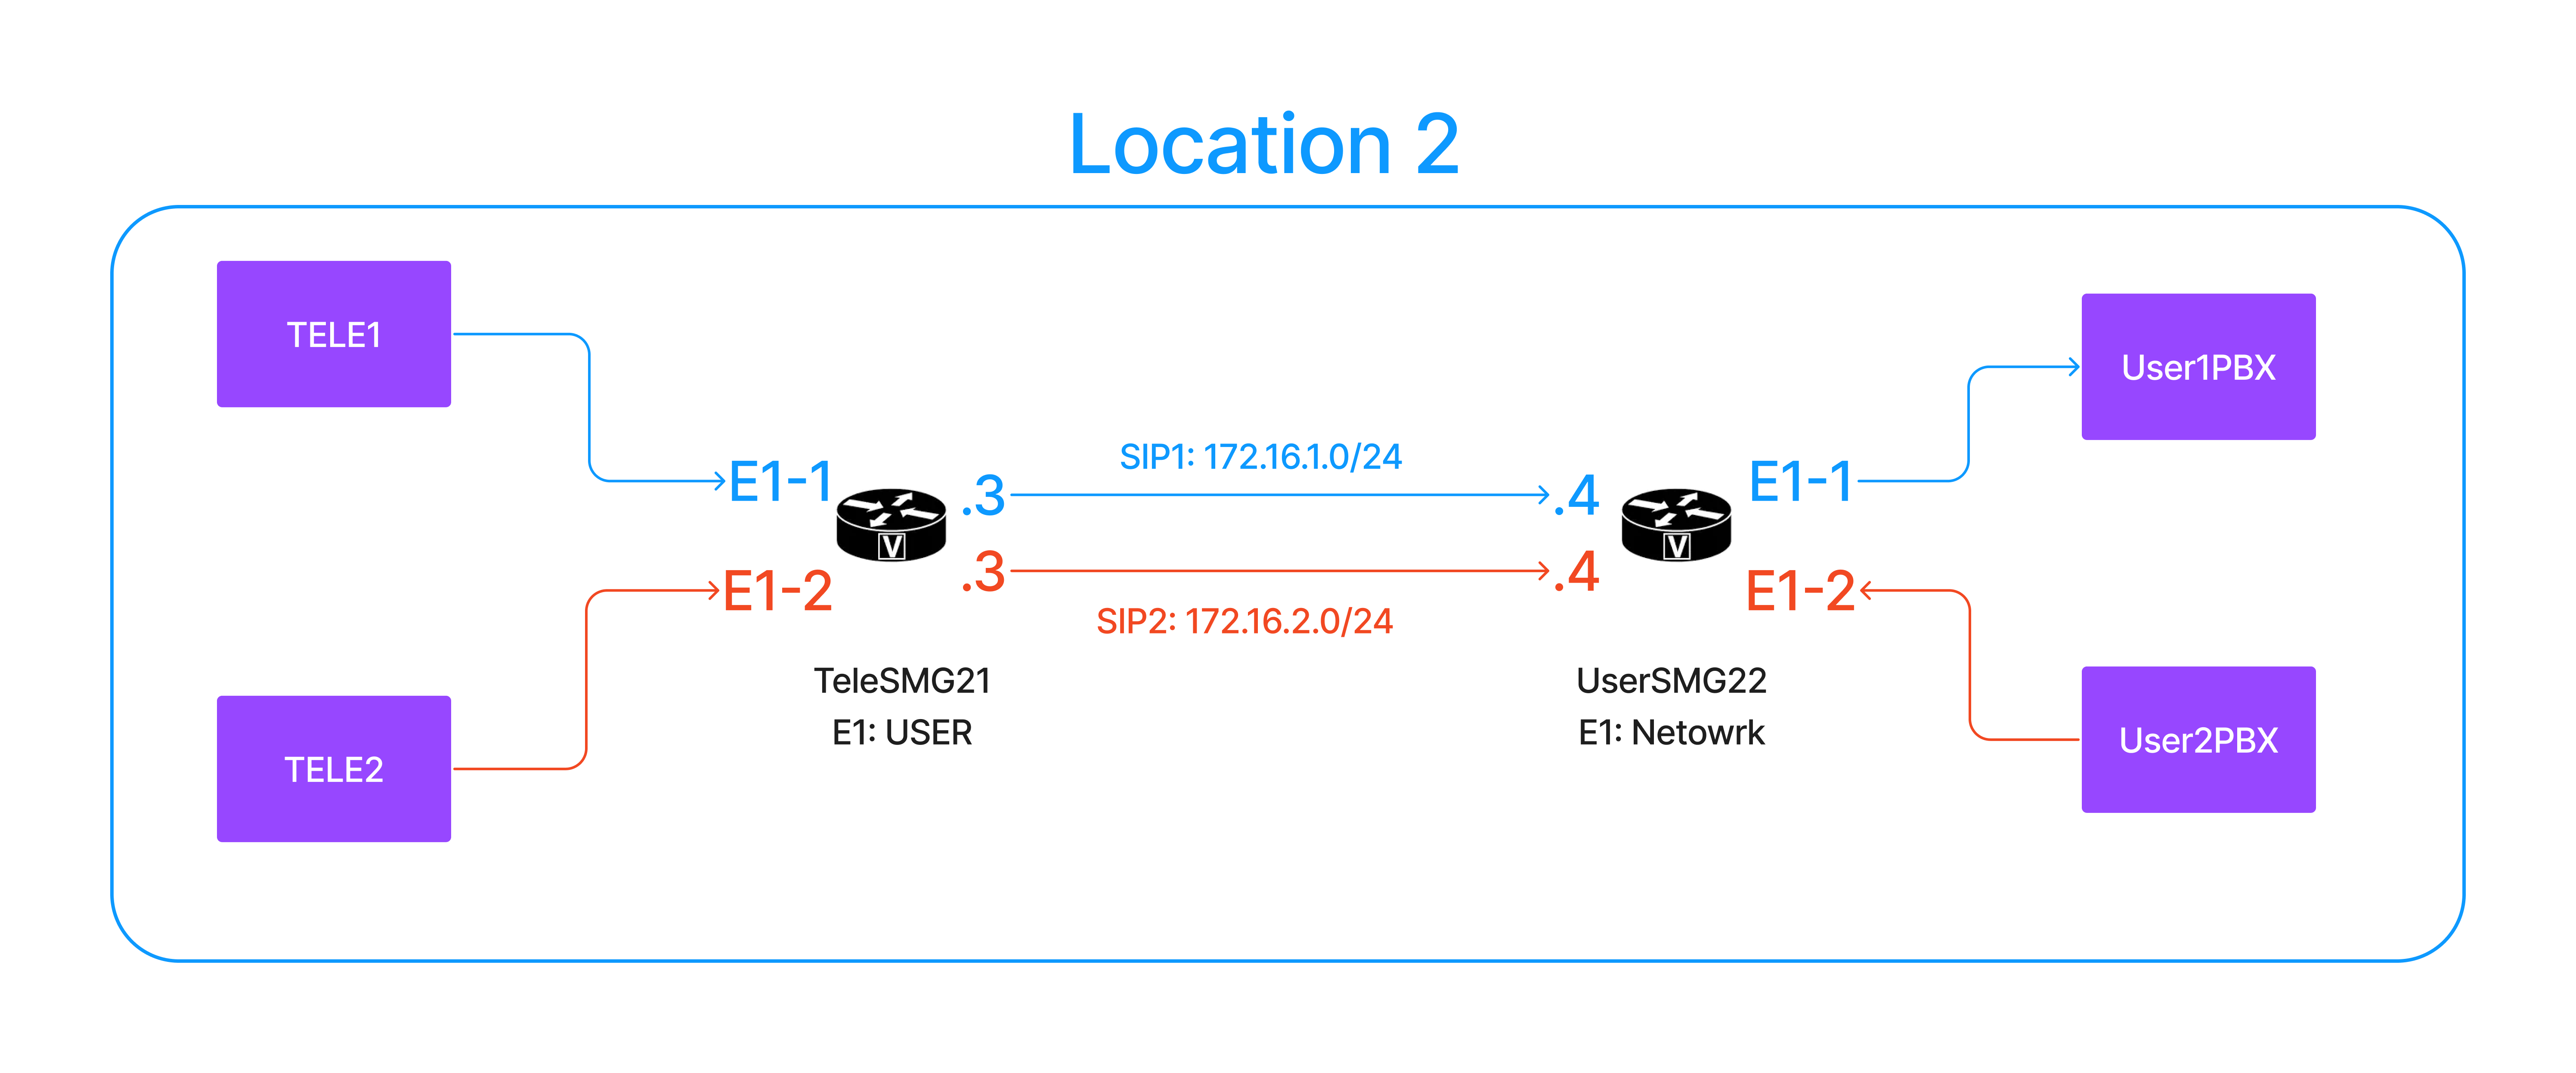 Location 2
TELE1
User1PBX
SIP1: 172.16.1.0/24
E1-1
.3
.4
E1-1
V
V
E1-2
.3
.4
E1-2
SIP2: 172.16.2.0/24
TeleSMG21
E1: USER
UserSMG22
E1: Netowrk
TELE2
User2PBX